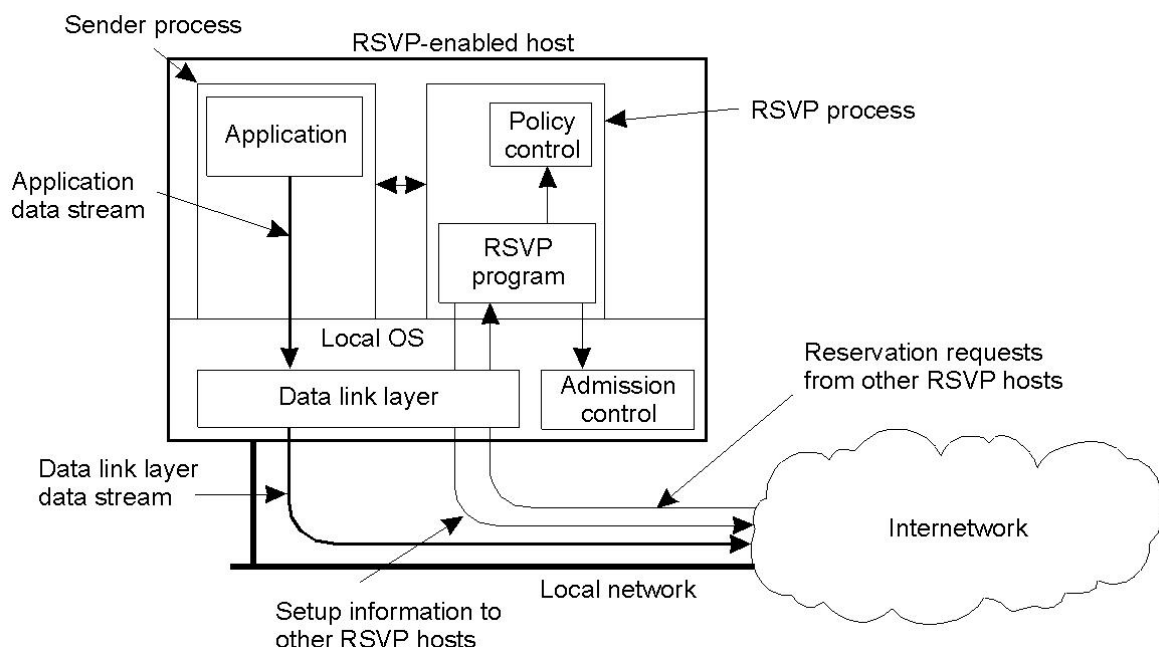 Sender process
RSVP-enabled host
Application
Policy
control
RSVP process
Application
data stream
RSVP
program
Local OS
Data link layer
Admission
control
Reservation requests
from other RSVP hosts
Data link layer
data stream
Internetwork
Local network
Setup information to
other RSVP hosts